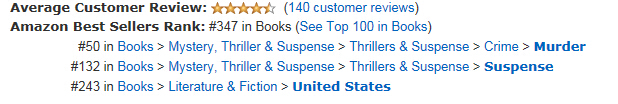 Average Customer Review: (140 customer reviews)
Amazon Best Sellers Rank: #347 in Books (See Top 100 in Books)
#50 in Books > Mystery, Thriller & Suspense > Thrillers & Suspense > Crime > Murder
#132 in Books > Mystery, Thriller & Suspense > Thrillers & Suspense > Suspense
#243 in Books > Literature & Fiction > United States